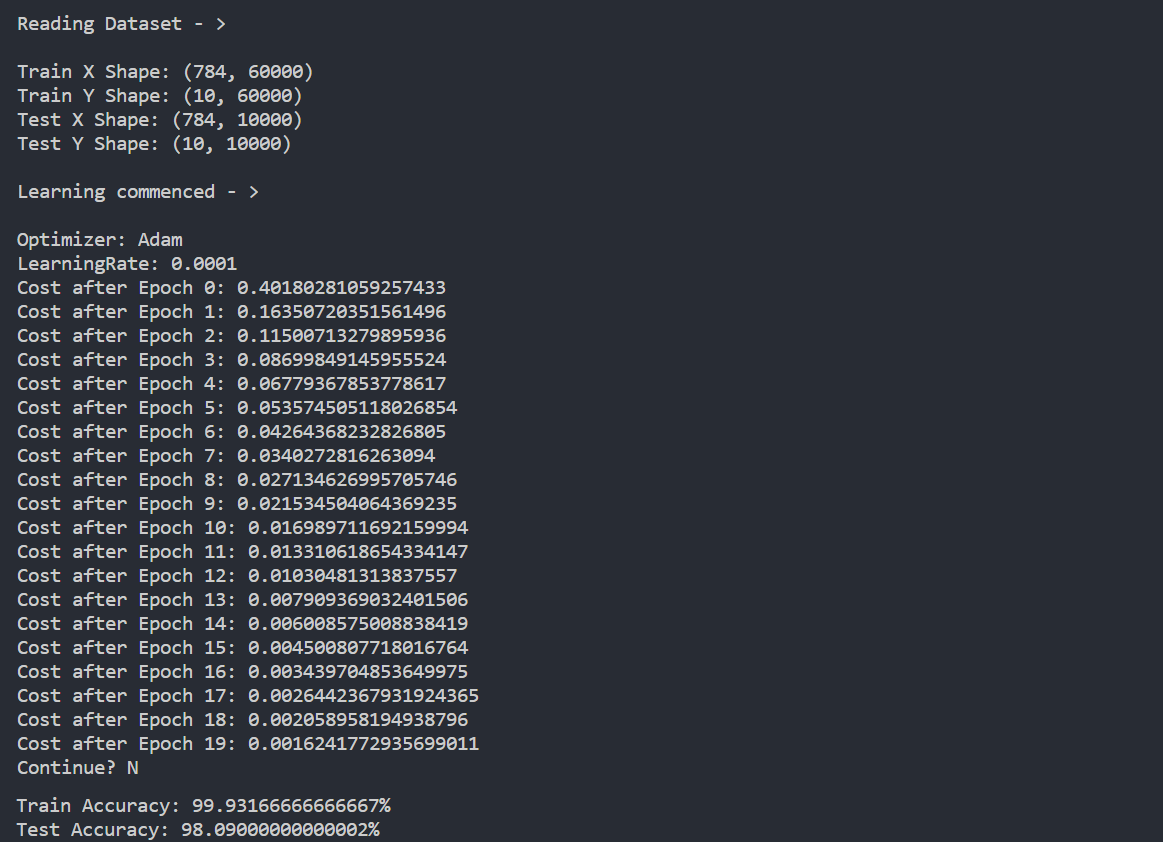 Reading Dataset - >
Train X Shape: (784, 60000)
Train Y Shape: (10, 60000)
Test X Shape: (784, 10000)
Test Y Shape: (10, 10000)
Learning commenced - >
Optimizer: Adam
LearningRate: 0.0001
Cost after Epoch 0: 0.40180281059257433
Cost after Epoch 1: 0.16350720351561496
Cost after Epoch 2: 0.11500713279895936
Cost after Epoch 3: 0.08699849145955524
Cost after Epoch 4: 0.06779367853778617
Cost after Epoch 5: 0.053574505118026854
Cost after Epoch 6: 0.04264368232826805
Cost after Epoch 7: 0.0340272816263094
Cost after Epoch 8: 0.027134626995705746
Cost after Epoch 9: 0.021534504064369235
Cost after Epoch 10: 0.016989711692159994
Cost after Epoch 11: 0.013310618654334147
Cost after Epoch 12: 0.01030481313837557
Cost after Epoch 13: 0.007909369032401506
Cost after Epoch 14: 0.006008575008838419
Cost after Epoch 15: 0.004500807718016764
Cost after Epoch 16: 0.003439704853649975
Cost after Epoch 17: 0.0026442367931924365
Cost after Epoch 18: 0.002058958194938796
Cost after Epoch 19: 0.0016241772935699011
Continue? N
Train Accuracy: 99.93166666666667%
Test Accuracy: 98.09000000000002%